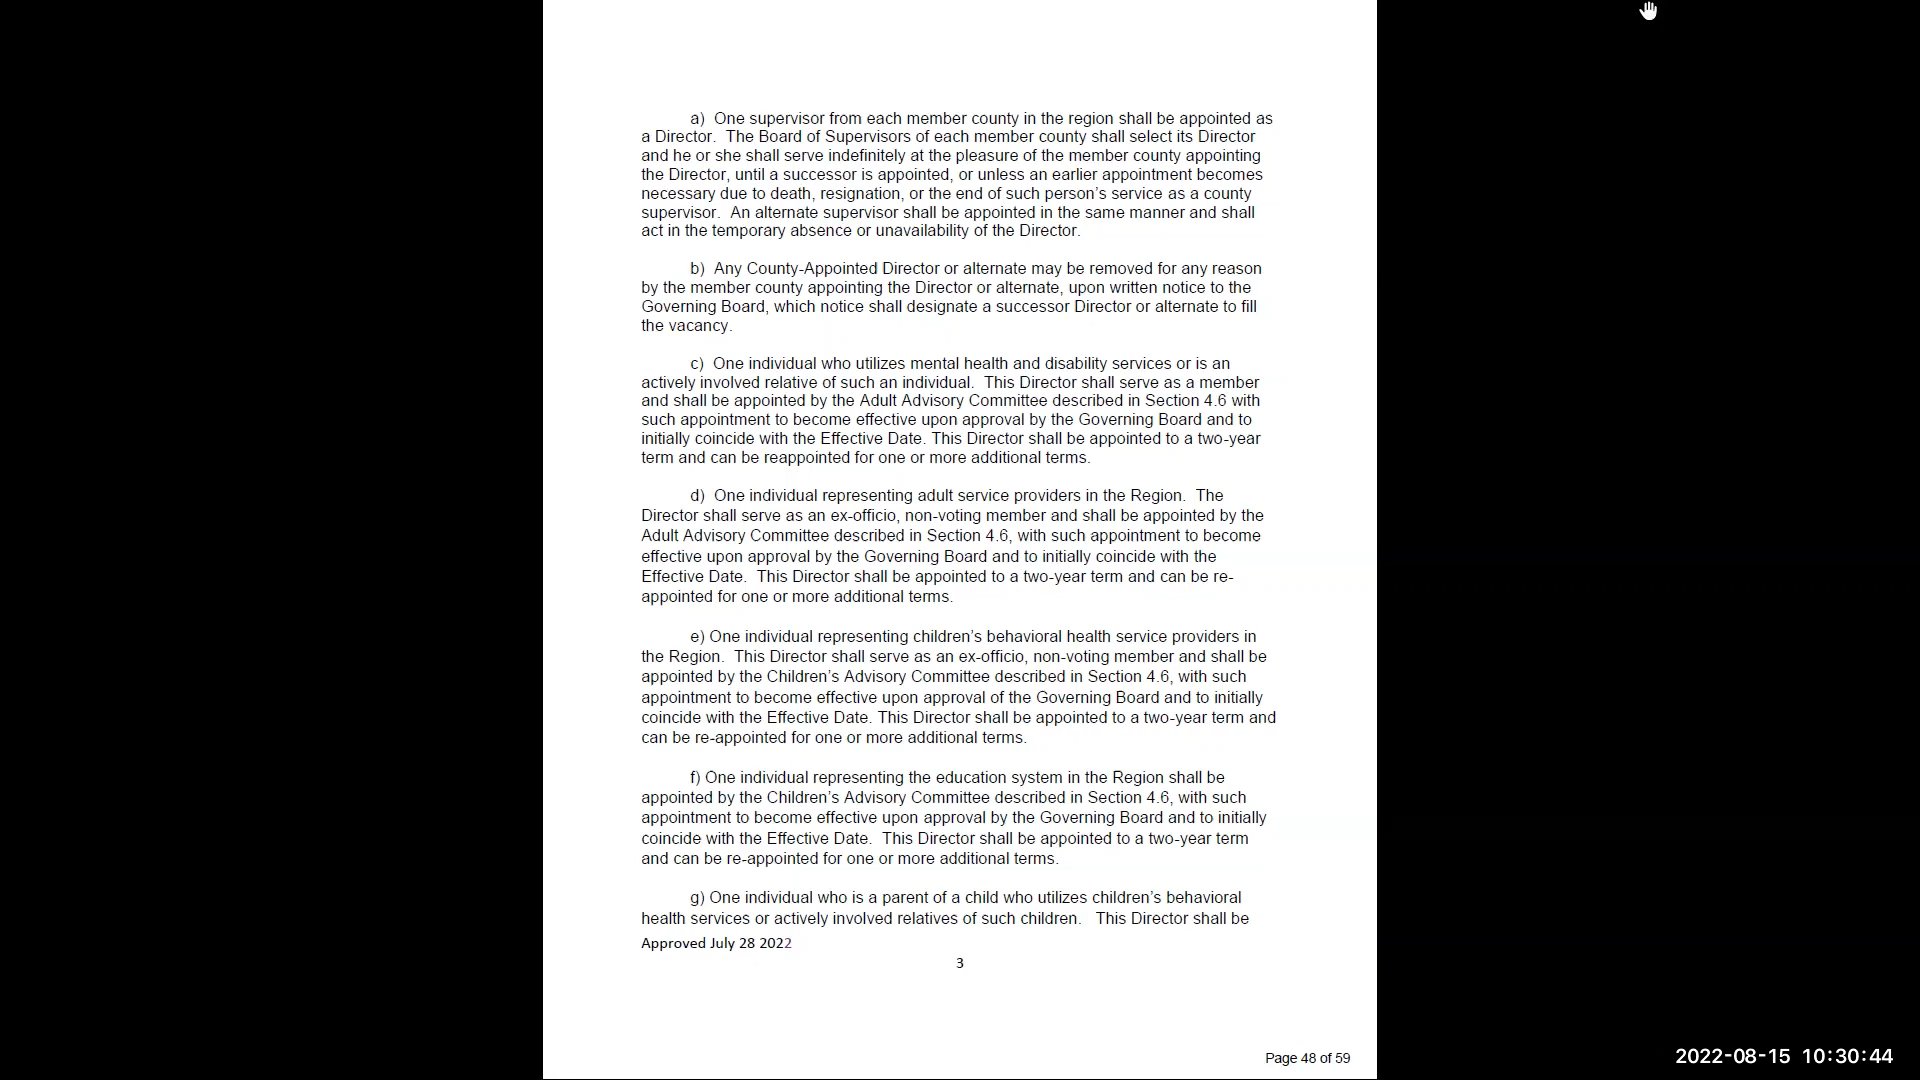 a)  One supervisor from each member county in the region shall be appointed as
a Director.  The Board of Supervisors of each member county shall select its Director
and he or she shall serve indefinitely at the pleasure of the member county appointing
the Director, until a successor is appointed, or unless an earlier appointment becomes
necessary due to death, resignation, or the end of such person’s service as a county
supervisor.  An alternate supervisor shall be appointed in the same manner and shall
act in the temporary absence or unavailability of the Director.
b)  Any County-Appointed Director or alternate may be removed for any reason
by the member county appointing the Director or alternate, upon written notice to the
Governing Board, which notice shall designate a successor Director or alternate to fill
the vacancy.
c)  One individual who utilizes mental health and disability services or is an
actively involved relative of such an individual.  This Director shall serve as a member
and shall be appointed by the Adult Advisory Committee described in Section 4.6 with
such appointment to become effective upon approval by the Governing Board and to
initially coincide with the Effective Date. This Director shall be appointed to a two-year
term and can be reappointed for one or more additional terms.
d)  One individual representing adult service providers in the Region.  The
Director shall serve as an ex-officio, non-voting member and shall be appointed by the
Adult Advisory Committee described in Section 4.6, with such appointment to become
effective upon approval by the Governing Board and to initially coincide with the
Effective Date.  This Director shall be appointed to a two-year term and can be re-
appointed for one or more additional terms.
e) One individual representing children’s behavioral health service providers in
the Region.  This Director shall serve as an ex-officio, non-voting member and shall be
appointed by the Children’s Advisory Committee described in Section 4.6, with such
appointment to become effective upon approval of the Governing Board and to initially
coincide with the Effective Date. This Director shall be appointed to a two-year term and
can be re-appointed for one or more additional terms.
f) One individual representing the education system in the Region shall be
appointed by the Children’s Advisory Committee described in Section 4.6, with such
appointment to become effective upon approval by the Governing Board and to initially
coincide with the Effective Date.  This Director shall be appointed to a two-year term
and can be re-appointed for one or more additional terms.
g) One individual who is a parent of a child who utilizes children’s behavioral
health services or actively involved relatives of such children.   This Director shall be
Approved July 28 2022
3
Page 48 of 59
2022-08-15 10:30:44